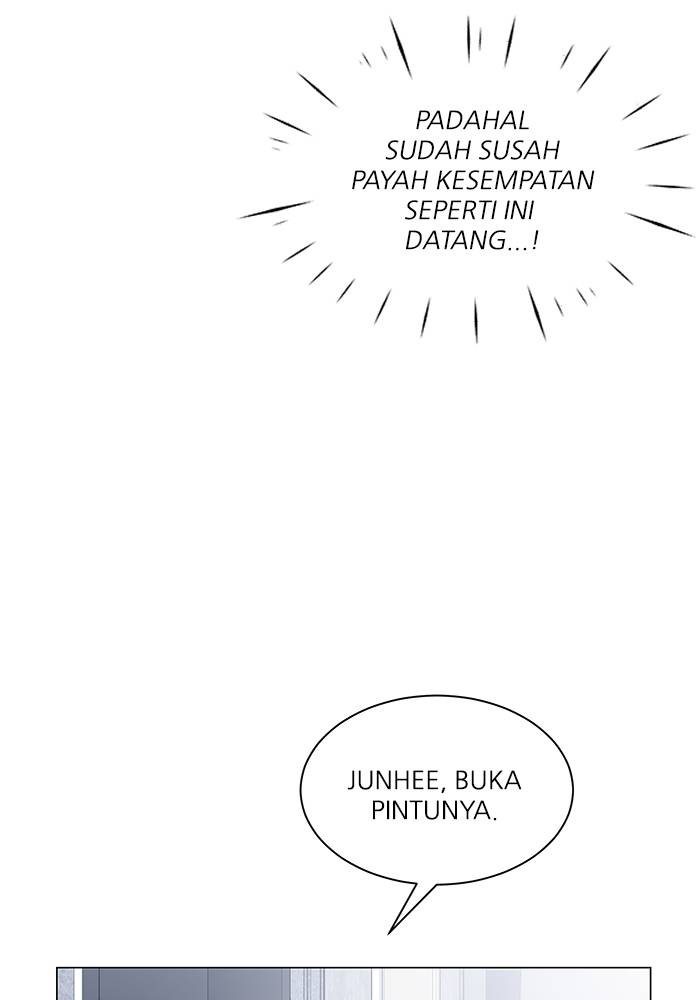 PADAHAL
SUDAH SUSAH
PAYAH KESEMPATAN
SEPERTI INI
DATANG...!
JUNHEE, BUKA
PINTUNYA.